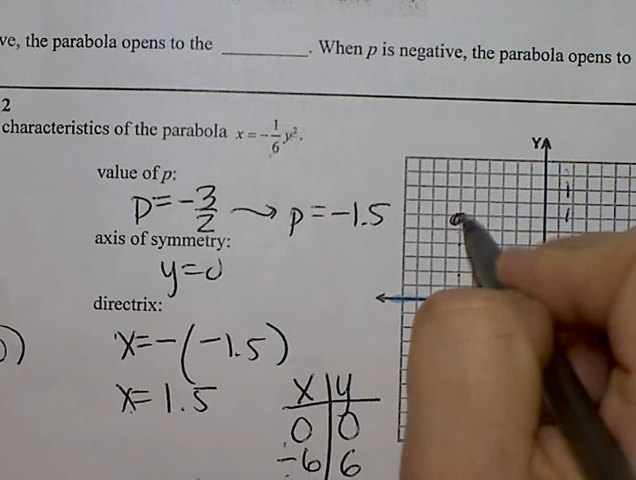 ve, the parabola opens to the __________. When p is negative, the parabola opens to
2
characteristics of the parabola x = -1/6 y².
Y
value of p:
P = -3/2 → p = -1.5
axis of symmetry:
y = 0
directrix:
x = -(-1.5)
x = 1.5
x | y
0 | 0
-6 | 6